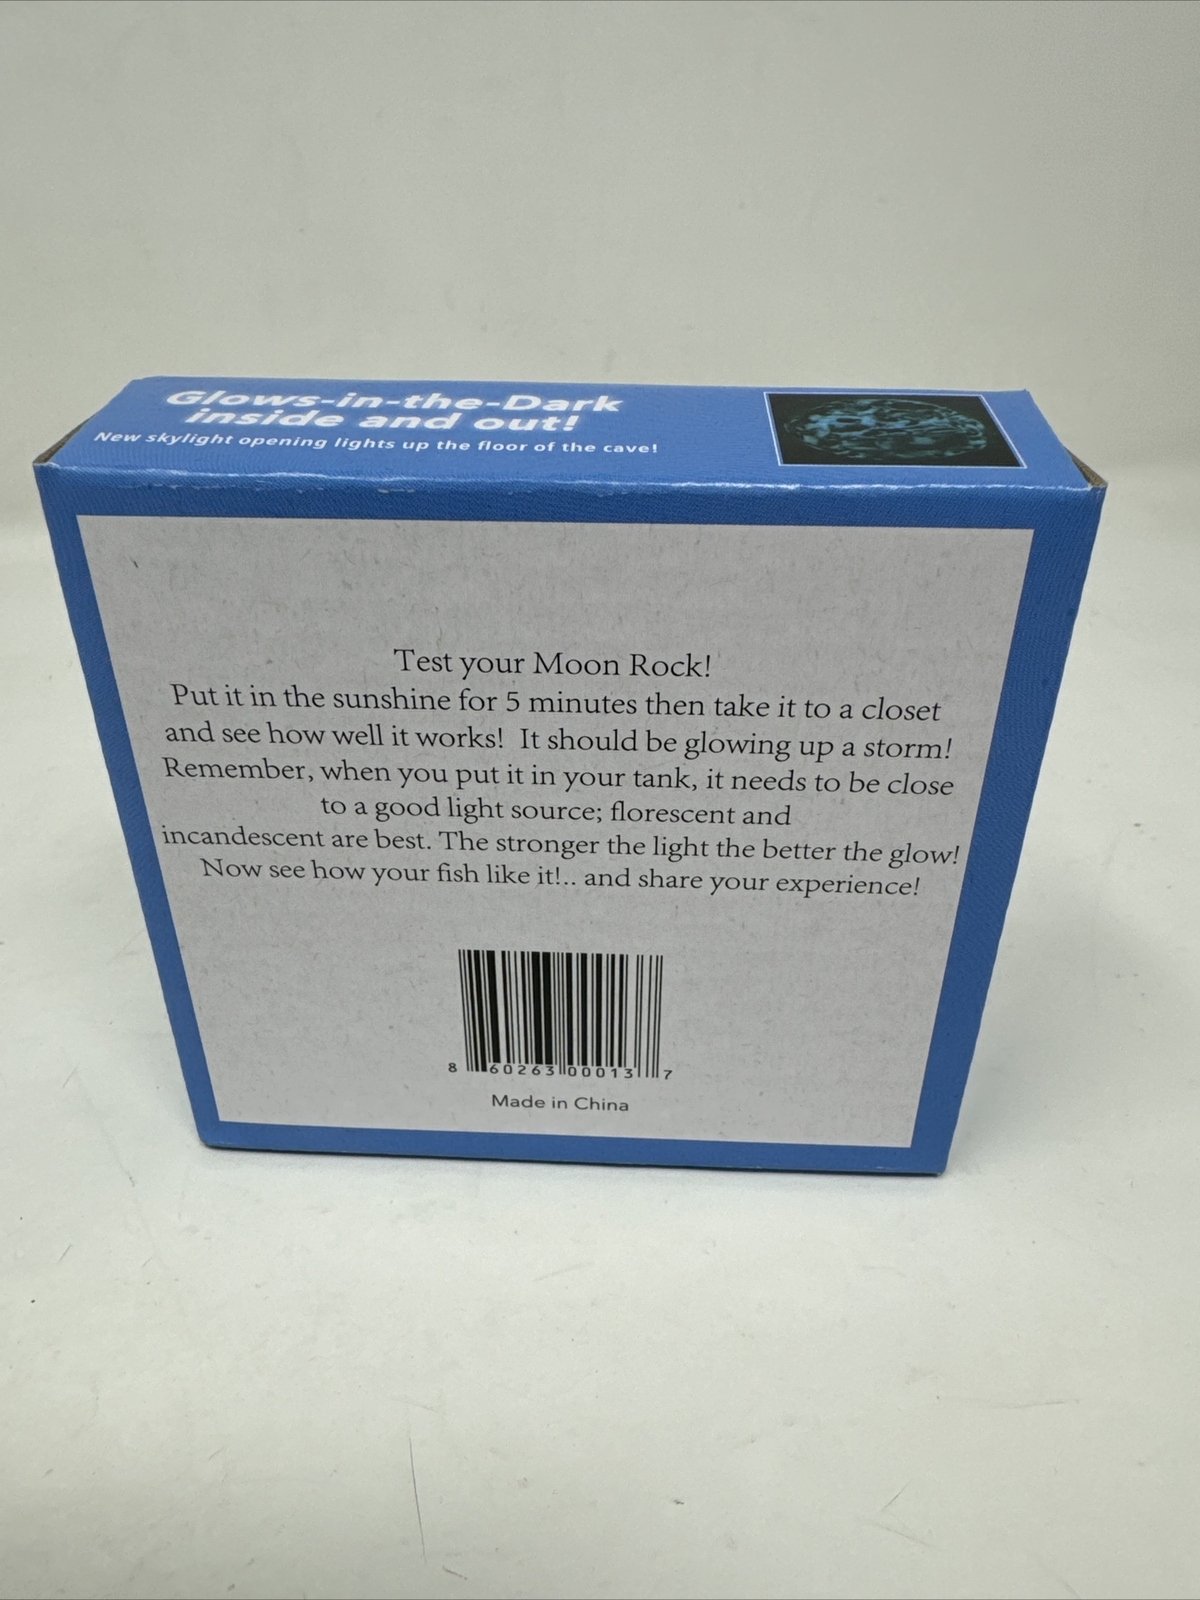 Glows-in-the-Dark
inside and out!
New skylight opening lights up the floor of the cave!
Test your Moon Rock!
Put it in the sunshine for 5 minutes then take it to a closet
and see how well it works!  It should be glowing up a storm!
Remember, when you put it in your tank, it needs to be close
to a good light source; florescent and
incandescent are best. The stronger the light the better the glow!
Now see how your fish like it!.. and share your experience!
8 60263 00013 7
Made in China